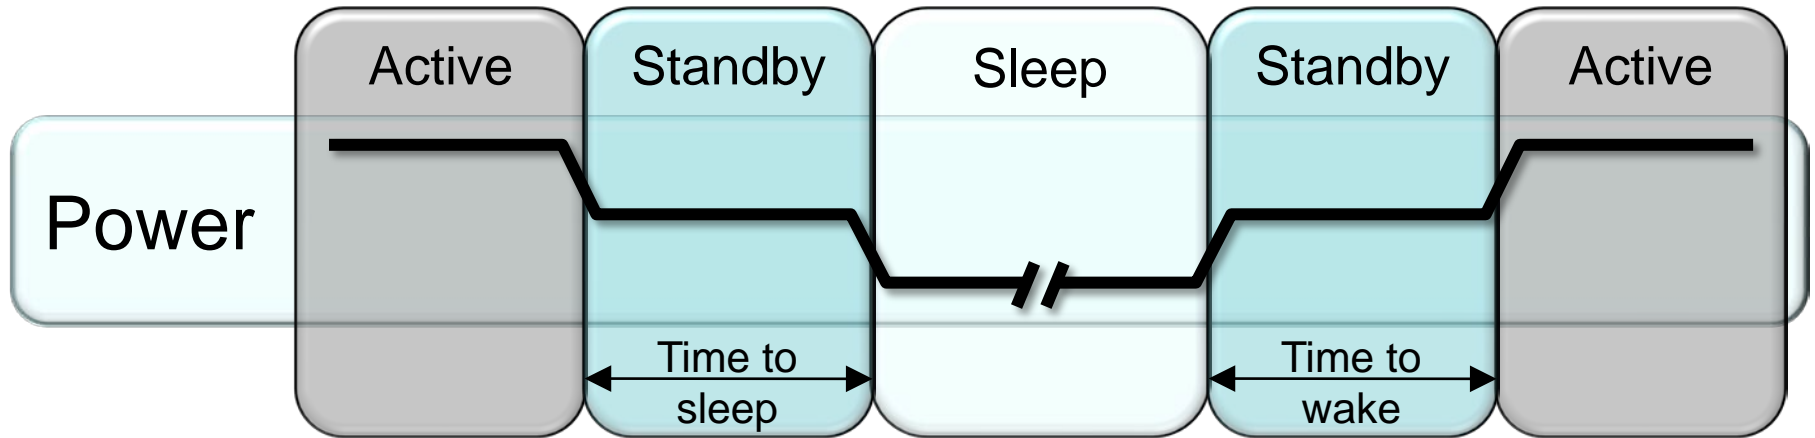 Active
Standby
Sleep
Standby
Active
Power
Time to
sleep
Time to
wake